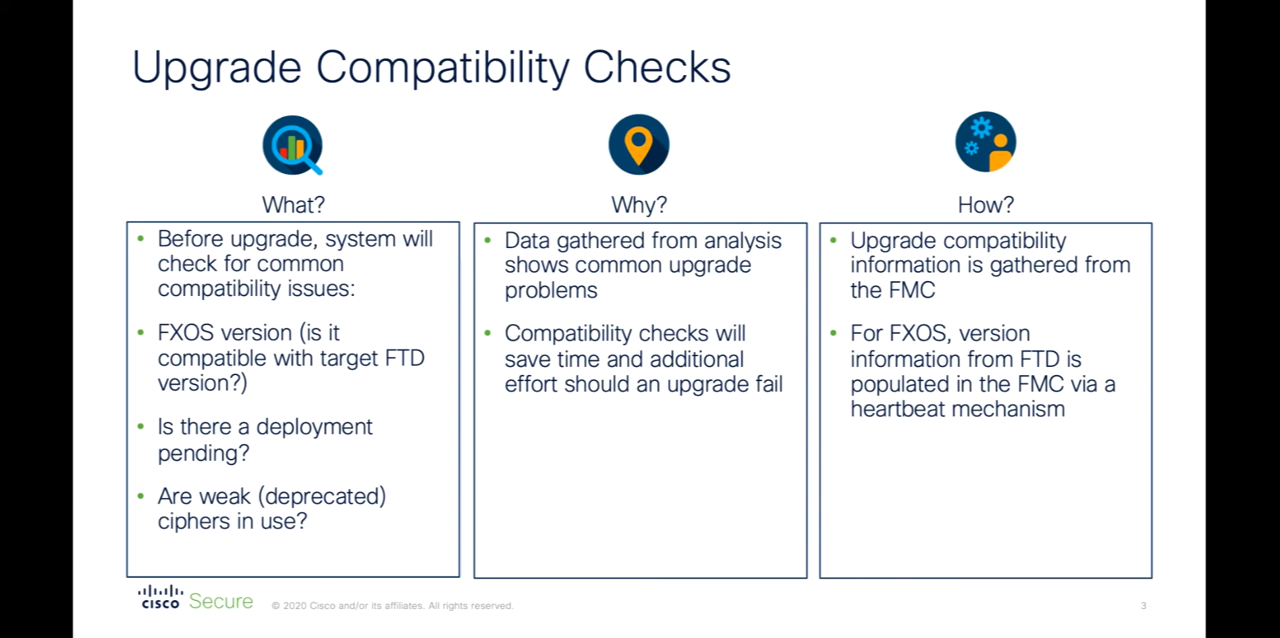 Upgrade Compatibility Checks
What?
• Before upgrade, system will
check for common
compatibility issues:
• FXOS version (is it
compatible with target FTD
version?)
• Is there a deployment
pending?
• Are weak (deprecated)
ciphers in use?
Why?
• Data gathered from analysis
shows common upgrade
problems
• Compatibility checks will
save time and additional
effort should an upgrade fail
How?
• Upgrade compatibility
information is gathered from
the FMC
• For FXOS, version
information from FTD is
populated in the FMC via a
heartbeat mechanism
CISCO Secure © 2020 Cisco and/or its affiliates. All rights reserved. 3